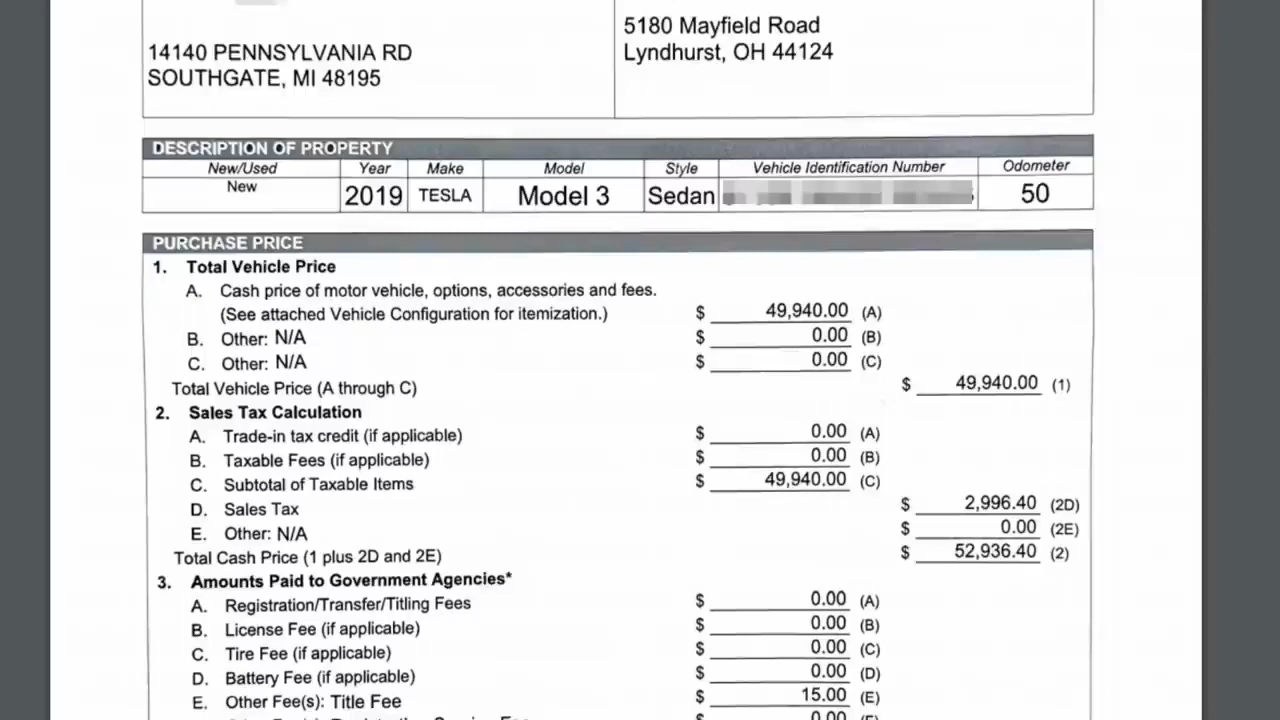 14140 PENNSYLVANIA RD
SOUTHGATE, MI 48195
5180 Mayfield Road
Lyndhurst, OH 44124
DESCRIPTION OF PROPERTY
New/Used Year Make Model Style Vehicle Identification Number Odometer
New 2019 TESLA Model 3 Sedan 50
PURCHASE PRICE
1. Total Vehicle Price
A. Cash price of motor vehicle, options, accessories and fees.
(See attached Vehicle Configuration for itemization.) $ 49,940.00 (A)
B. Other: N/A $ 0.00 (B)
C. Other: N/A $ 0.00 (C)
Total Vehicle Price (A through C) $ 49,940.00 (1)
2. Sales Tax Calculation
A. Trade-in tax credit (if applicable) $ 0.00 (A)
B. Taxable Fees (if applicable) $ 0.00 (B)
C. Subtotal of Taxable Items $ 49,940.00 (C)
D. Sales Tax $ 2,996.40 (2D)
E. Other: N/A $ 0.00 (2E)
Total Cash Price (1 plus 2D and 2E) $ 52,936.40 (2)
3. Amounts Paid to Government Agencies*
A. Registration/Transfer/Titling Fees $ 0.00 (A)
B. License Fee (if applicable) $ 0.00 (B)
C. Tire Fee (if applicable) $ 0.00 (C)
D. Battery Fee (if applicable) $ 0.00 (D)
E. Other Fee(s): Title Fee $ 15.00 (E)